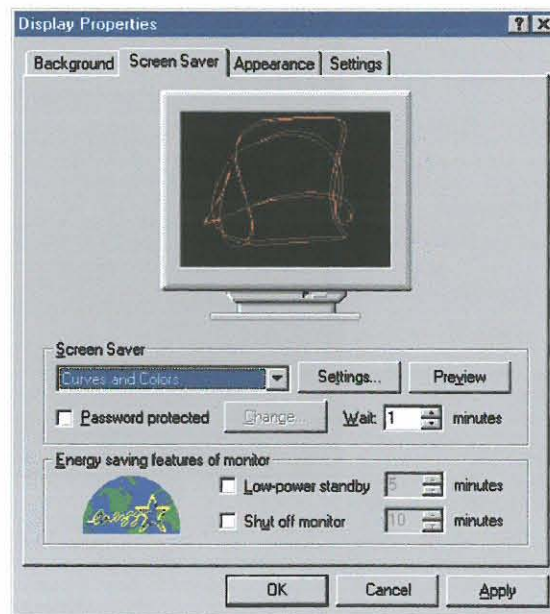 Display Properties
Background Screen Saver Appearance Settings
Screen Saver
Curves and Colors Settings... Preview
Password protected Change... Wait: 1 minutes
Energy saving features of monitor
energy Low-power standby 5 minutes
Shut off monitor 10 minutes
OK Cancel Apply